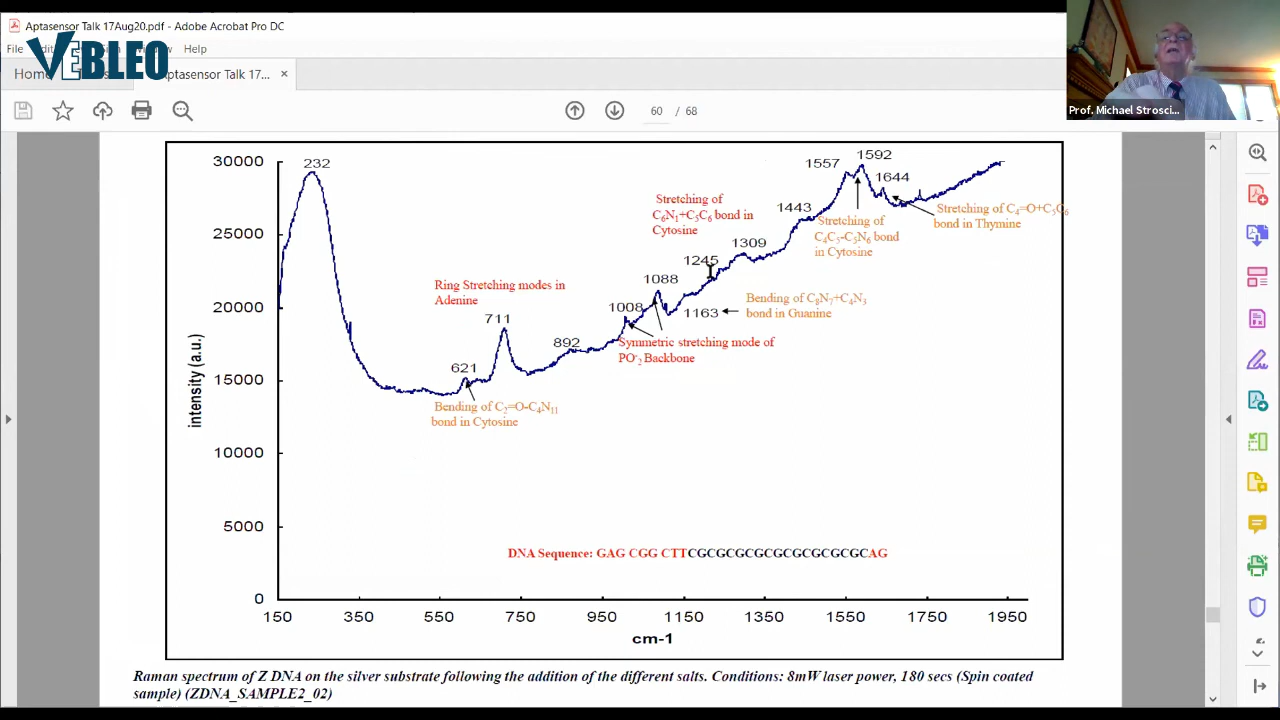 Aptasensor Talk 17Aug20.pdf - Adobe Acrobat Pro DC
File
Help
VEBLEO
Home
Aptasensor Talk 17... ×
60 / 68
Prof. Michael Strosci...
intensity (a.u.)
30000
25000
20000
15000
10000
5000
0
232
621
711
892
1008
1088
1163
1245
1309
1443
1557
1592
1644
Stretching of
C6N1+C5C6 bond in
Cytosine
Stretching of
C4C5-C5N6 bond
in Cytosine
Stretching of C4=O+C5C6
bond in Thymine
Ring Stretching modes in
Adenine
Bending of C8N7+C4N3
bond in Guanine
Symmetric stretching mode of
PO-2 Backbone
Bending of C2=O-C4N11
bond in Cytosine
DNA Sequence: GAG CGG CTTCGCGCGCGCGCGCGCGCGCAG
150 350 550 750 950 1150 1350 1550 1750 1950
cm-1
Raman spectrum of Z DNA on the silver substrate following the addition of the different salts. Conditions: 8mW laser power, 180 secs (Spin coated
sample) (ZDNA_SAMPLE2_02)